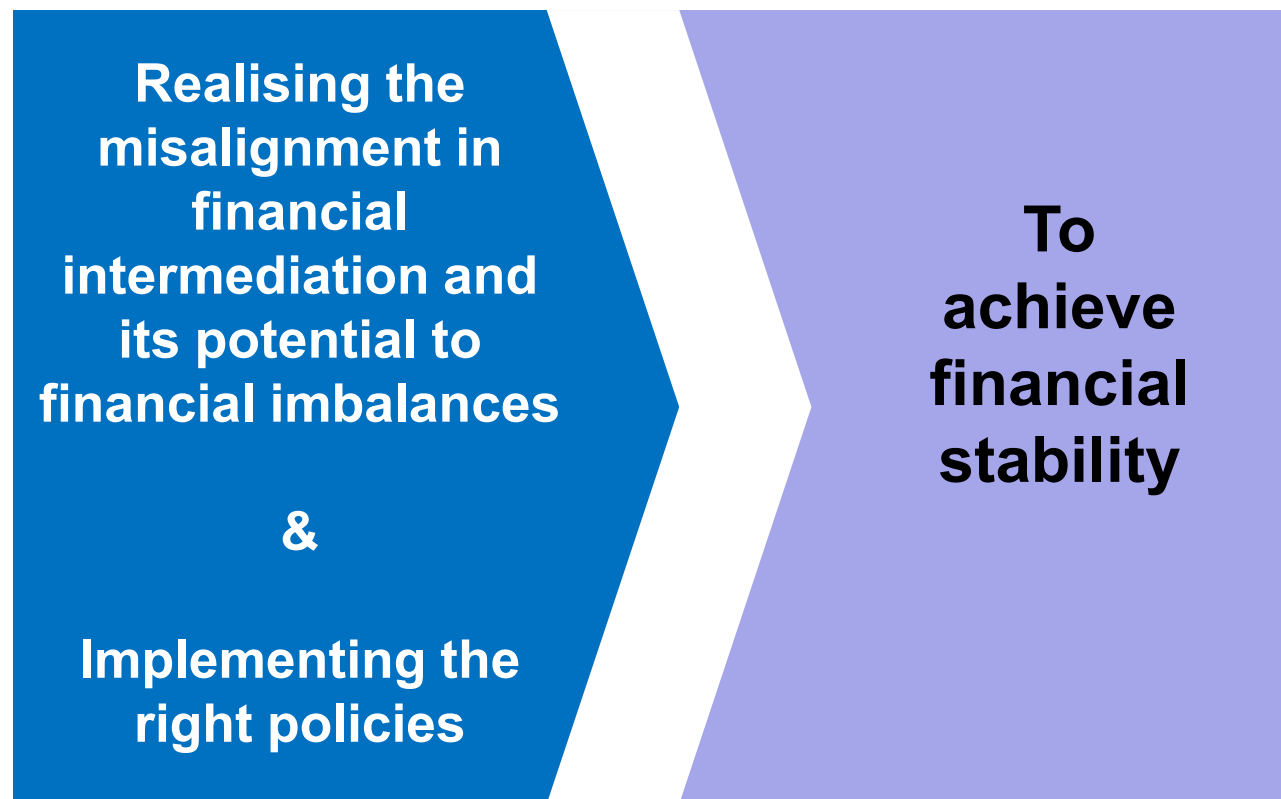 Realising the
misalignment in
financial
intermediation and
its potential to
financial imbalances
&
Implementing the
right policies
To
achieve
financial
stability